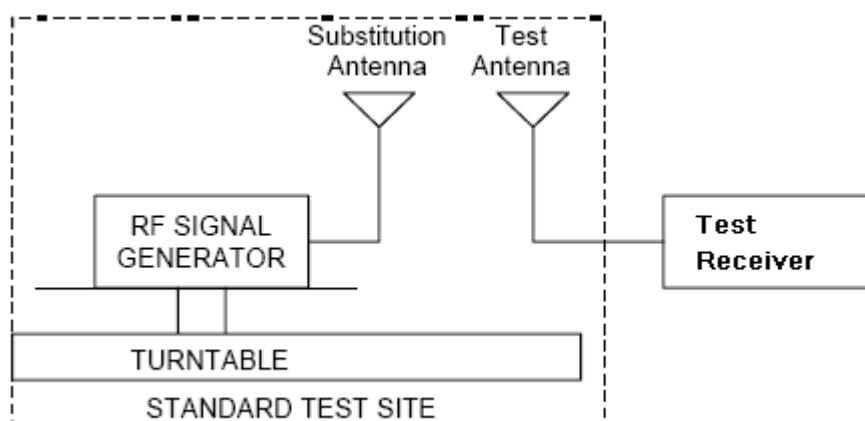 Substitution
Antenna
Test
Antenna
RF SIGNAL
GENERATOR
Test
Receiver
TURNTABLE
STANDARD TEST SITE